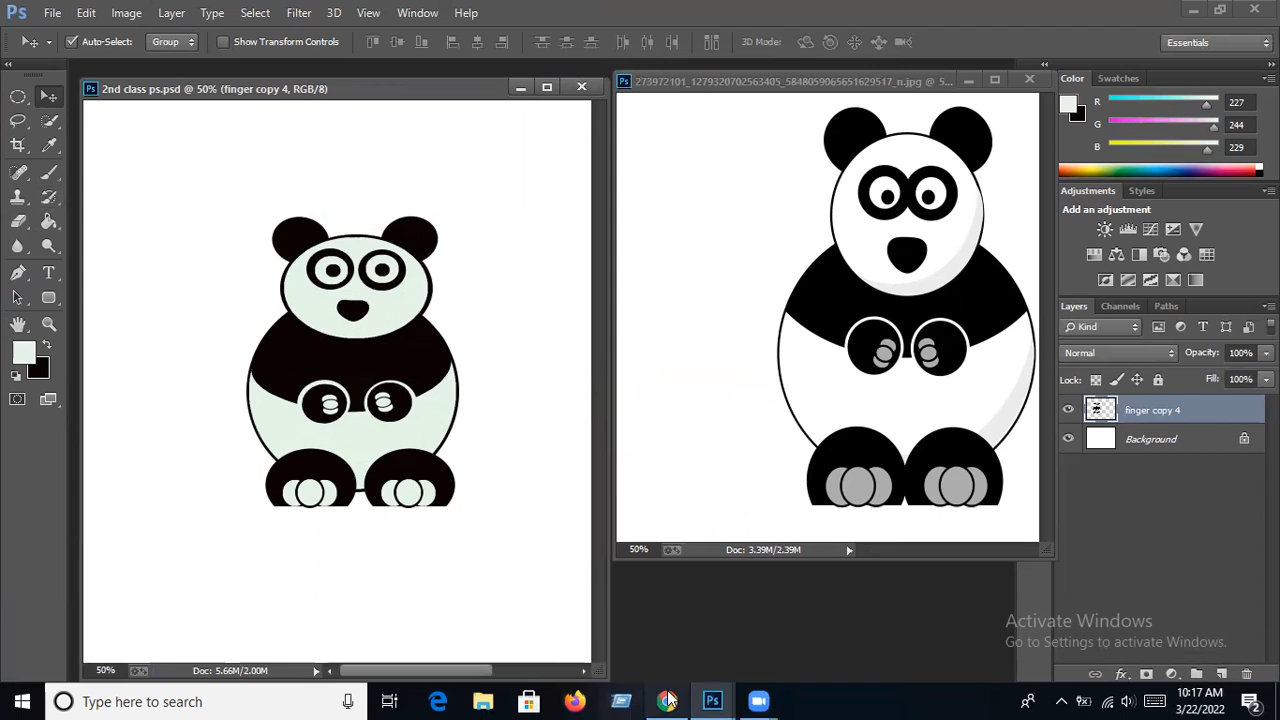 Ps File Edit Image Layer Type Select Filter 3D View Window Help
Auto-Select: Group Show Transform Controls 3D Mode: Essentials
2nd class ps.psd @ 50% (finger copy 4, RGB/8)
273972101_1279320702563405_5848059065651629517_n.jpg @ 5...
Color Swatches
R 227
G 244
B 229
Adjustments Styles
Add an adjustment
Layers Channels Paths
Kind
Normal Opacity: 100%
Lock: Fill: 100%
finger copy 4
Background
50% Doc: 3.39M/2.39M
50% Doc: 5.66M/2.00M
Activate Windows
Go to Settings to activate Windows.
Type here to search
10:17 AM
3/22/2022
2